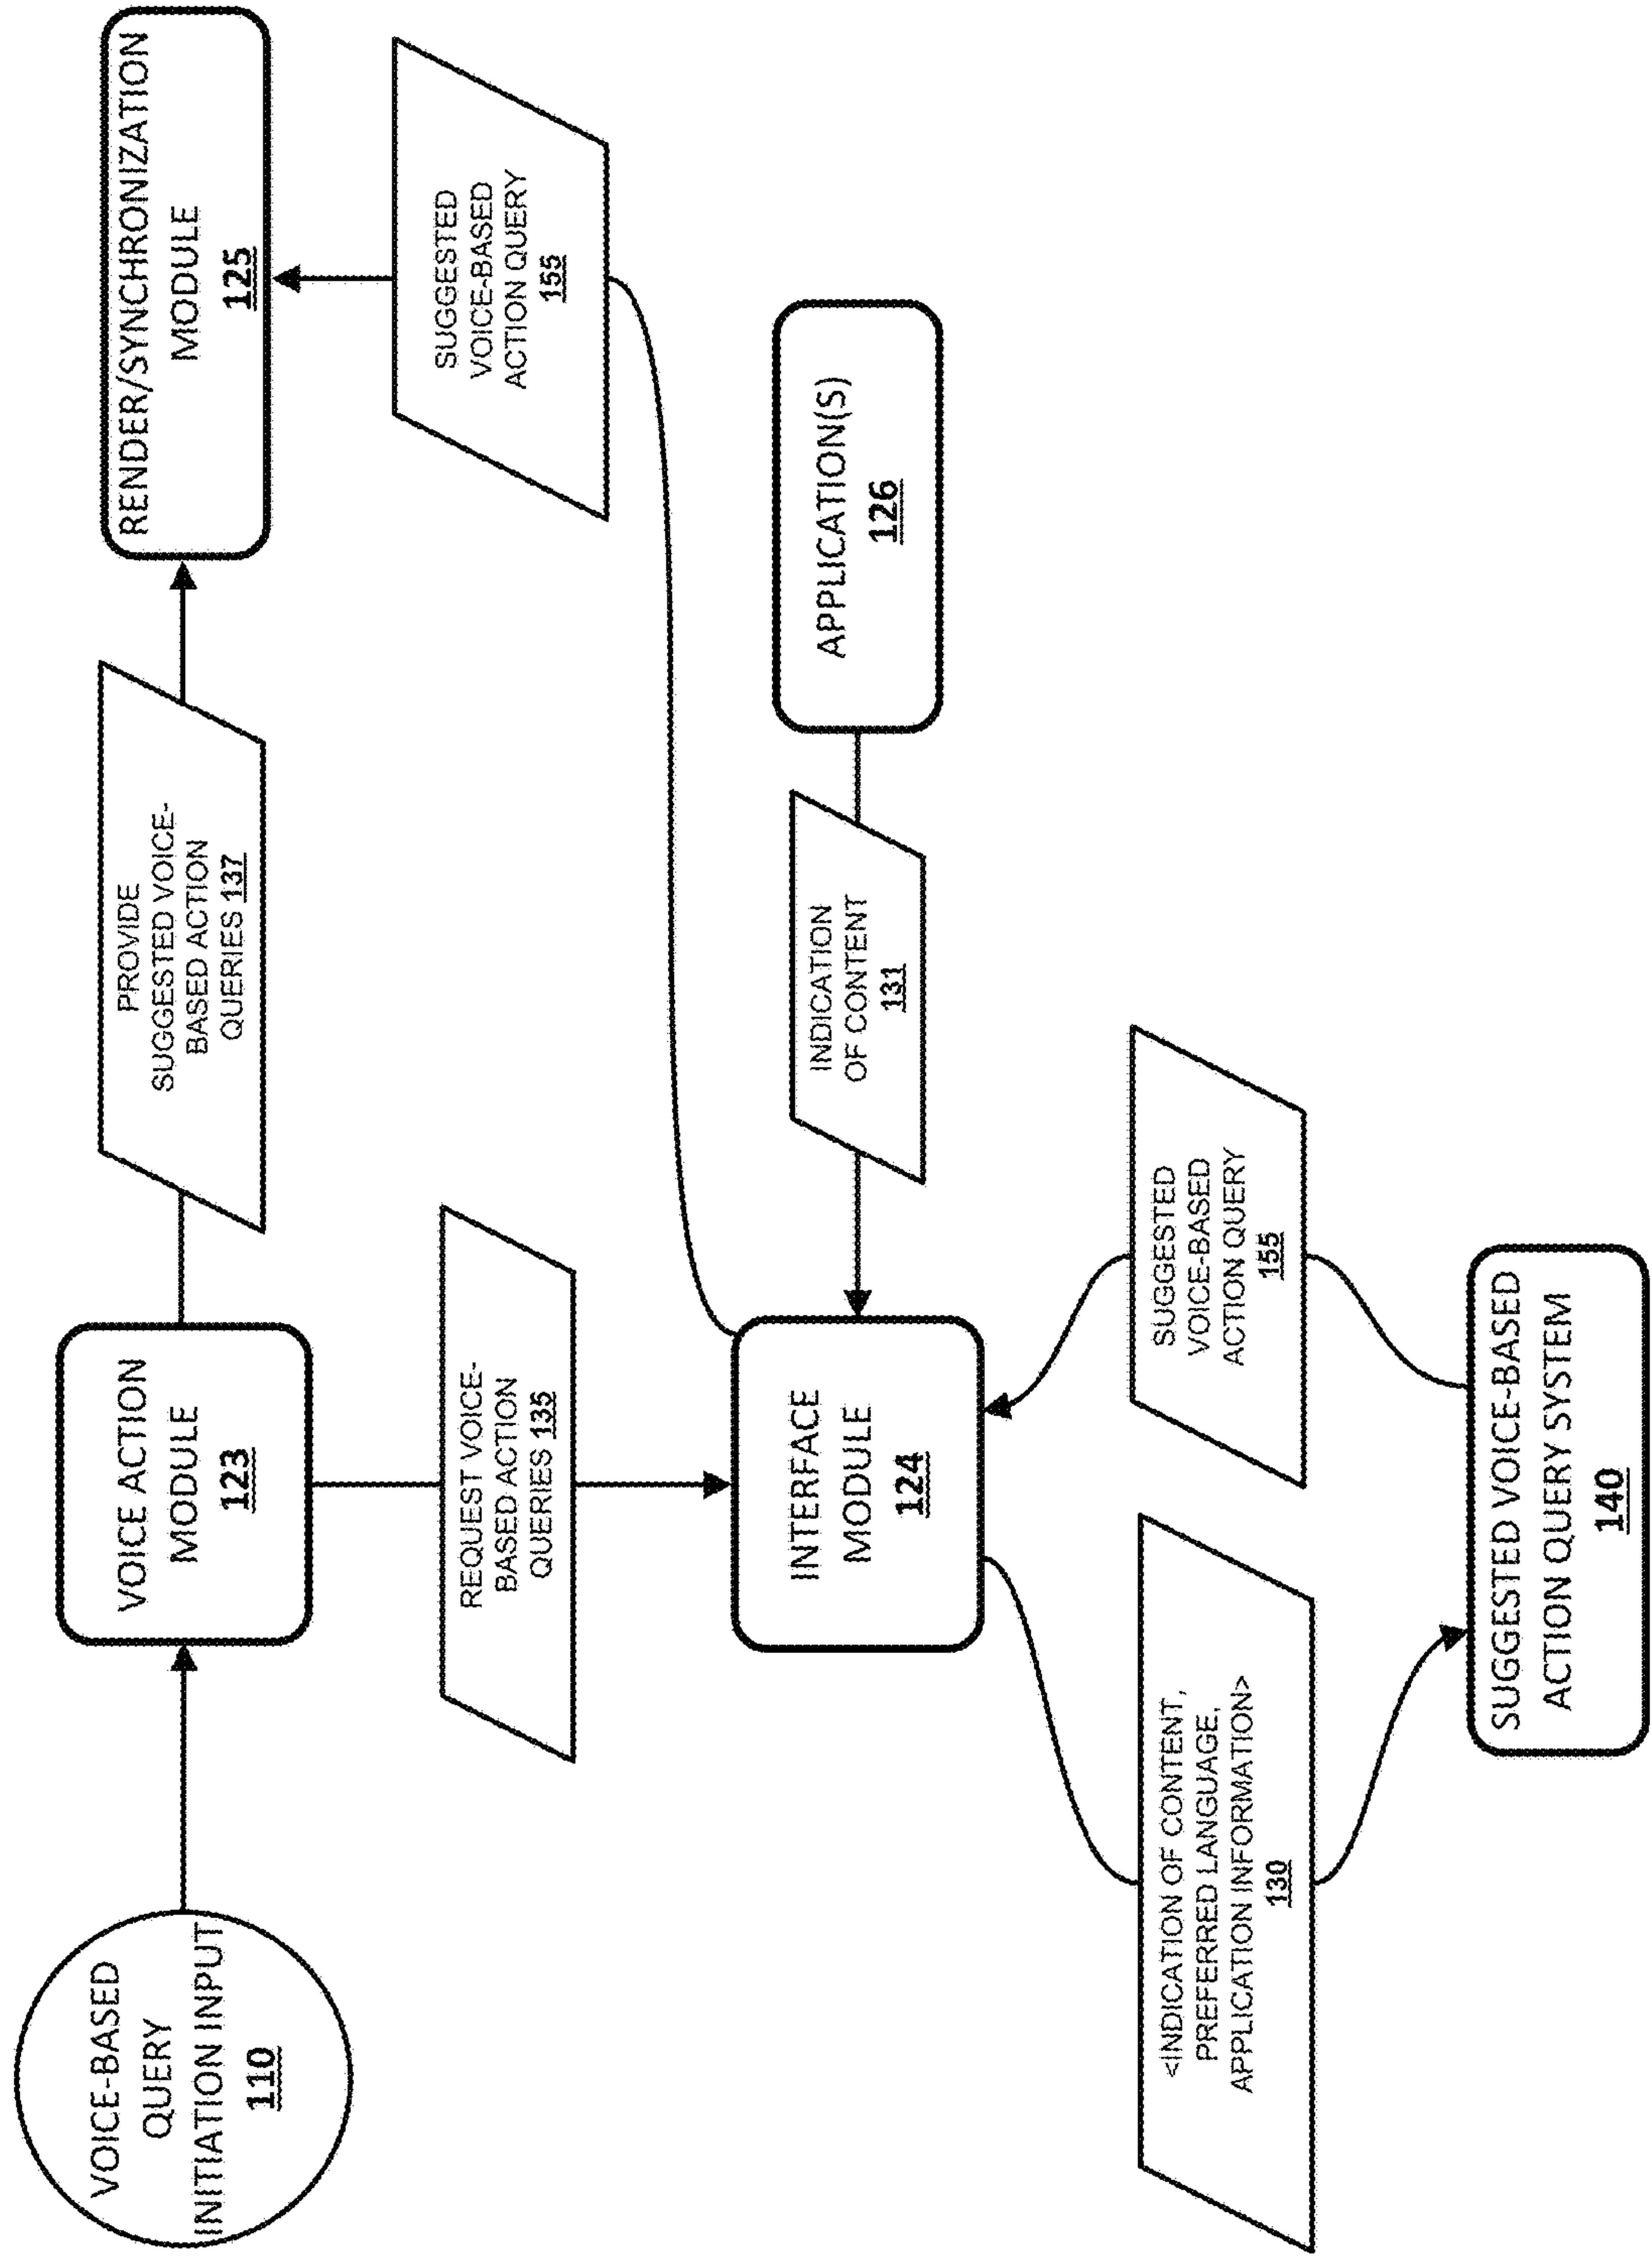 VOICE-BASED
QUERY
INITIATION INPUT
110
VOICE ACTION
MODULE
123
PROVIDE
SUGGESTED VOICE-
BASED ACTION
QUERIES 137
RENDER/SYNCHRONIZATION
MODULE
125
REQUEST VOICE-
BASED ACTION
QUERIES 135
SUGGESTED
VOICE-BASED
ACTION QUERY
155
INTERFACE
MODULE
124
INDICATION
OF CONTENT
131
APPLICATION(S)
126
<INDICATION OF CONTENT,
PREFERRED LANGUAGE,
APPLICATION INFORMATION>
130
SUGGESTED
VOICE-BASED
ACTION QUERY
155
SUGGESTED VOICE-BASED
ACTION QUERY SYSTEM
140